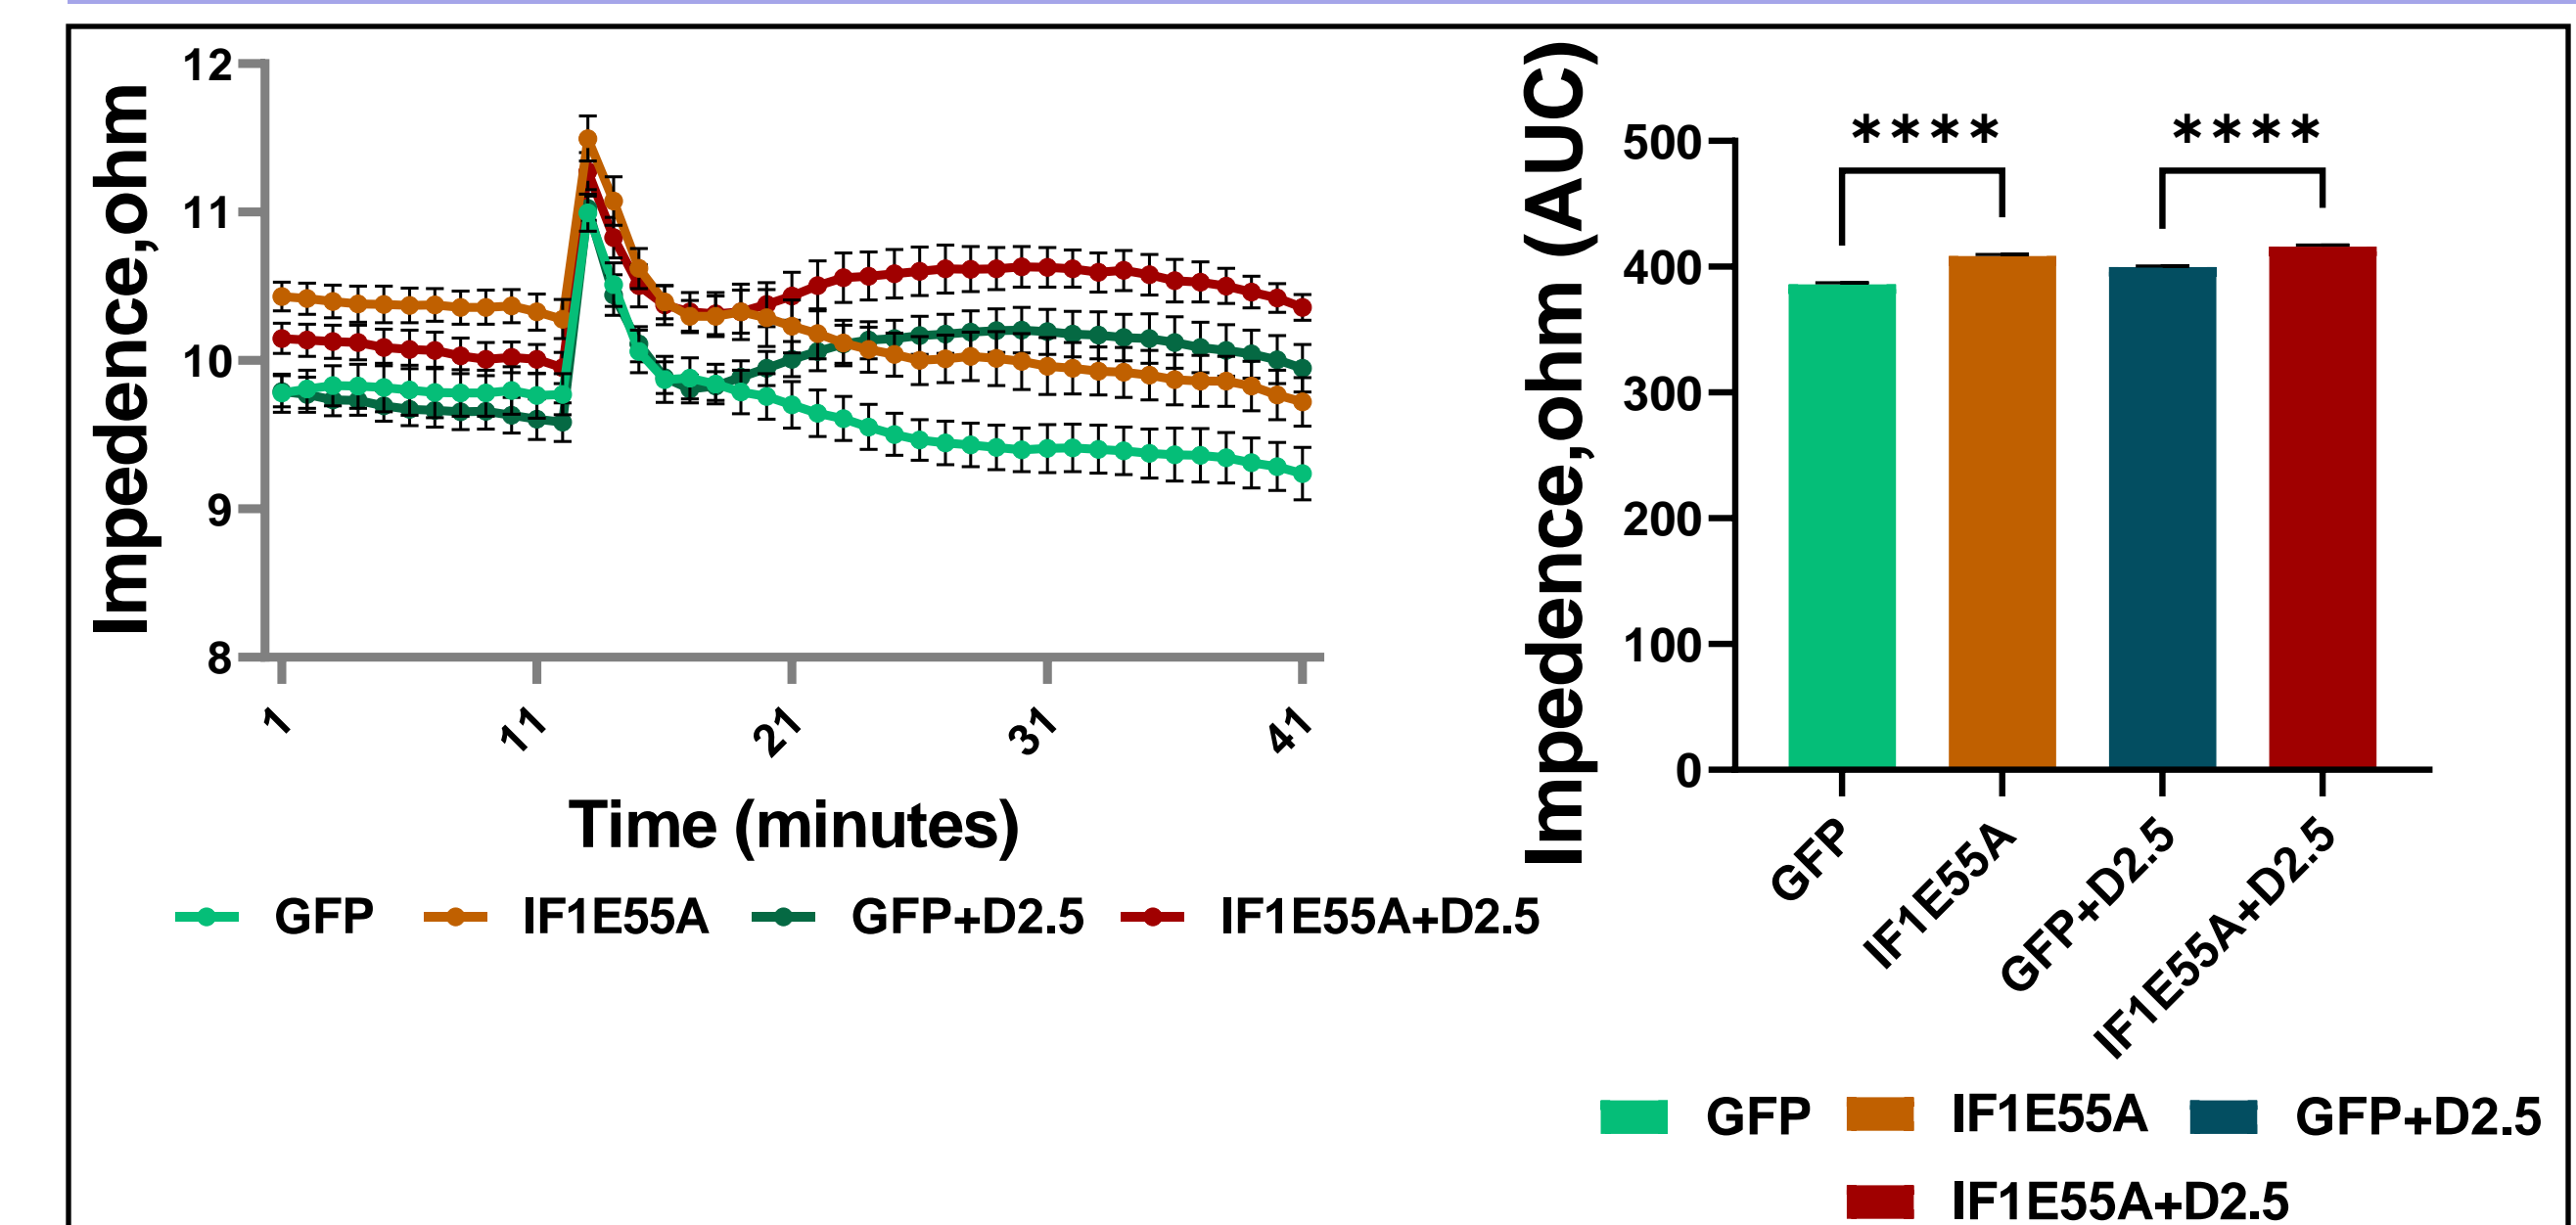 Impedence,ohm
12
11
10
9
8
1
11
21
31
41
Time (minutes)
GFP
IF1E55A
GFP+D2.5
IF1E55A+D2.5
Impedence,ohm (AUC)
500
400
300
200
100
0
****
****
GFP
IF1E55A
GFP+D2.5
IF1E55A+D2.5
GFP
IF1E55A
GFP+D2.5
IF1E55A+D2.5